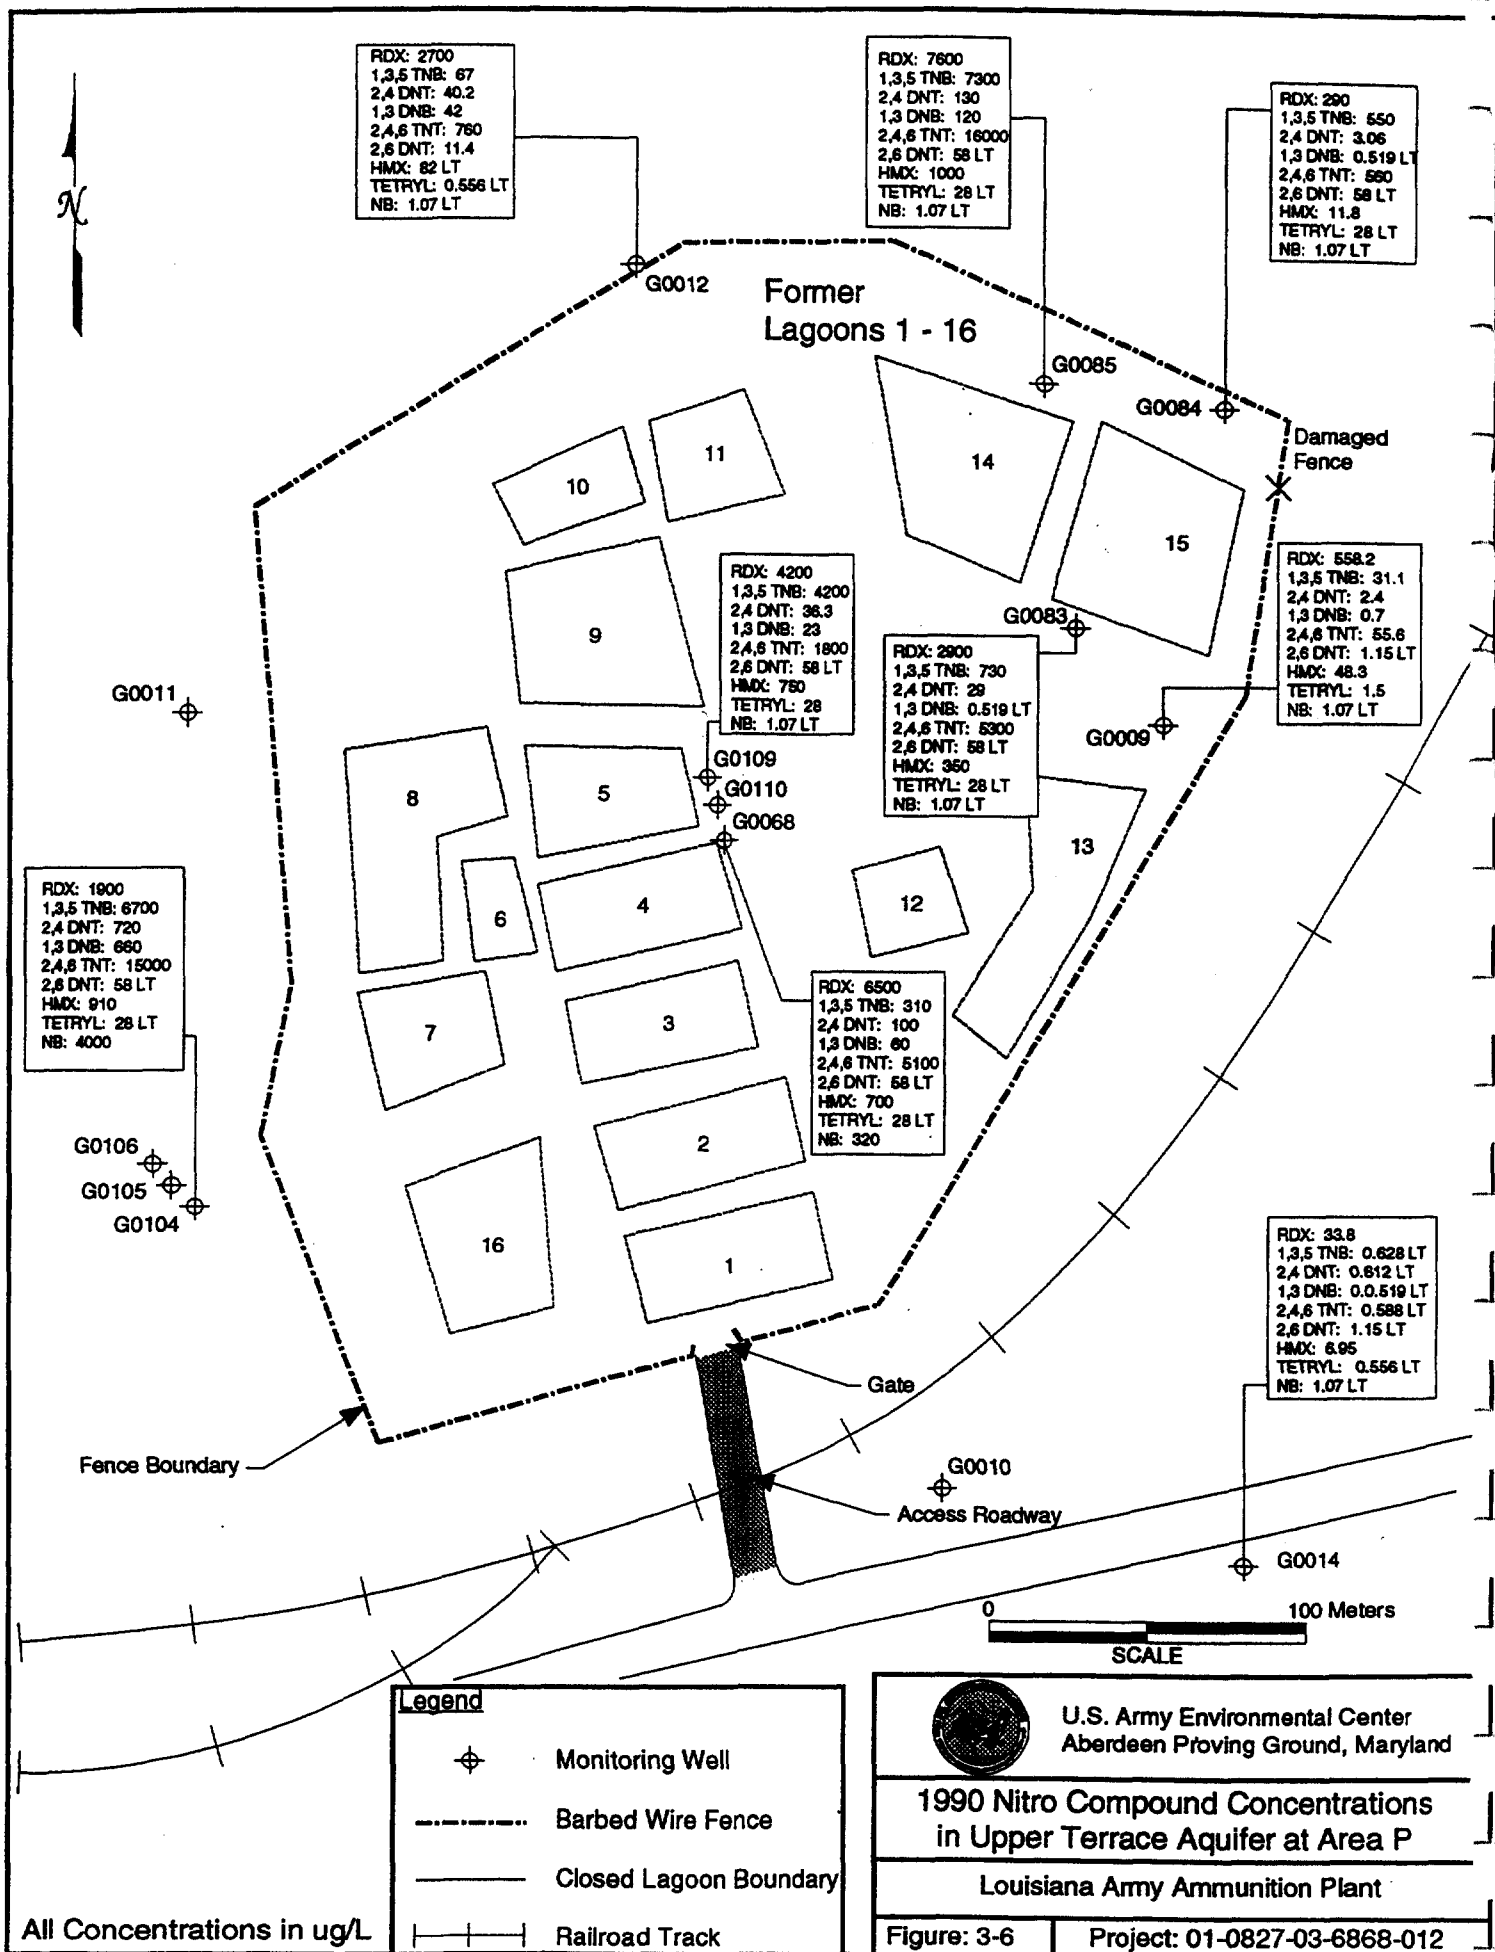 RDX: 2700
1,3,5 TNB: 67
2,4 DNT: 40.2
1,3 DNB: 42
2,4,6 TNT: 760
2,6 DNT: 11.4
HMX: 82 LT
TETRYL: 0.556 LT
NB: 1.07 LT
RDX: 7600
1,3,5 TNB: 7300
2,4 DNT: 130
1,3 DNB: 120
2,4,6 TNT: 16000
2,6 DNT: 58 LT
HMX: 1000
TETRYL: 28 LT
NB: 1.07 LT
RDX: 290
1,3,5 TNB: 550
2,4 DNT: 3.06
1,3 DNB: 0.519 LT
2,4,6 TNT: 560
2,6 DNT: 58 LT
HMX: 11.8
TETRYL: 28 LT
NB: 1.07 LT
N
G0012
Former
Lagoons 1 - 16
G0085
G0084
Damaged
Fence
11
10
14
15
RDX: 4200
1,3,5 TNB: 4200
2,4 DNT: 36.3
1,3 DNB: 23
2,4,6 TNT: 1800
2,6 DNT: 58 LT
HMX: 750
TETRYL: 28
NB: 1.07 LT
RDX: 558.2
1,3,5 TNB: 31.1
2,4 DNT: 2.4
1,3 DNB: 0.7
2,4,6 TNT: 55.6
2,6 DNT: 1.15 LT
HMX: 48.3
TETRYL: 1.5
NB: 1.07 LT
9
G0083
RDX: 2900
1,3,5 TNB: 730
2,4 DNT: 29
1,3 DNB: 0.519 LT
2,4,6 TNT: 5300
2,6 DNT: 58 LT
HMX: 350
TETRYL: 28 LT
NB: 1.07 LT
G0011
G0009
G0109
G0110
G0068
8
5
13
RDX: 1900
1,3,5 TNB: 6700
2,4 DNT: 720
1,3 DNB: 660
2,4,6 TNT: 15000
2,6 DNT: 58 LT
HMX: 910
TETRYL: 28 LT
NB: 4000
6
4
12
RDX: 6500
1,3,5 TNB: 310
2,4 DNT: 100
1,3 DNB: 60
2,4,6 TNT: 5100
2,6 DNT: 58 LT
HMX: 700
TETRYL: 28 LT
NB: 320
7
3
2
G0106
G0105
G0104
16
1
RDX: 33.8
1,3,5 TNB: 0.628 LT
2,4 DNT: 0.612 LT
1,3 DNB: 0.0.519 LT
2,4,6 TNT: 0.588 LT
2,6 DNT: 1.15 LT
HMX: 6.95
TETRYL: 0.556 LT
NB: 1.07 LT
Gate
Fence Boundary
G0010
Access Roadway
G0014
0 100 Meters
SCALE
Legend
Monitoring Well
Barbed Wire Fence
Closed Lagoon Boundary
Railroad Track
All Concentrations in ug/L
U.S. Army Environmental Center
Aberdeen Proving Ground, Maryland
1990 Nitro Compound Concentrations
in Upper Terrace Aquifer at Area P
Louisiana Army Ammunition Plant
Figure: 3-6
Project: 01-0827-03-6868-012